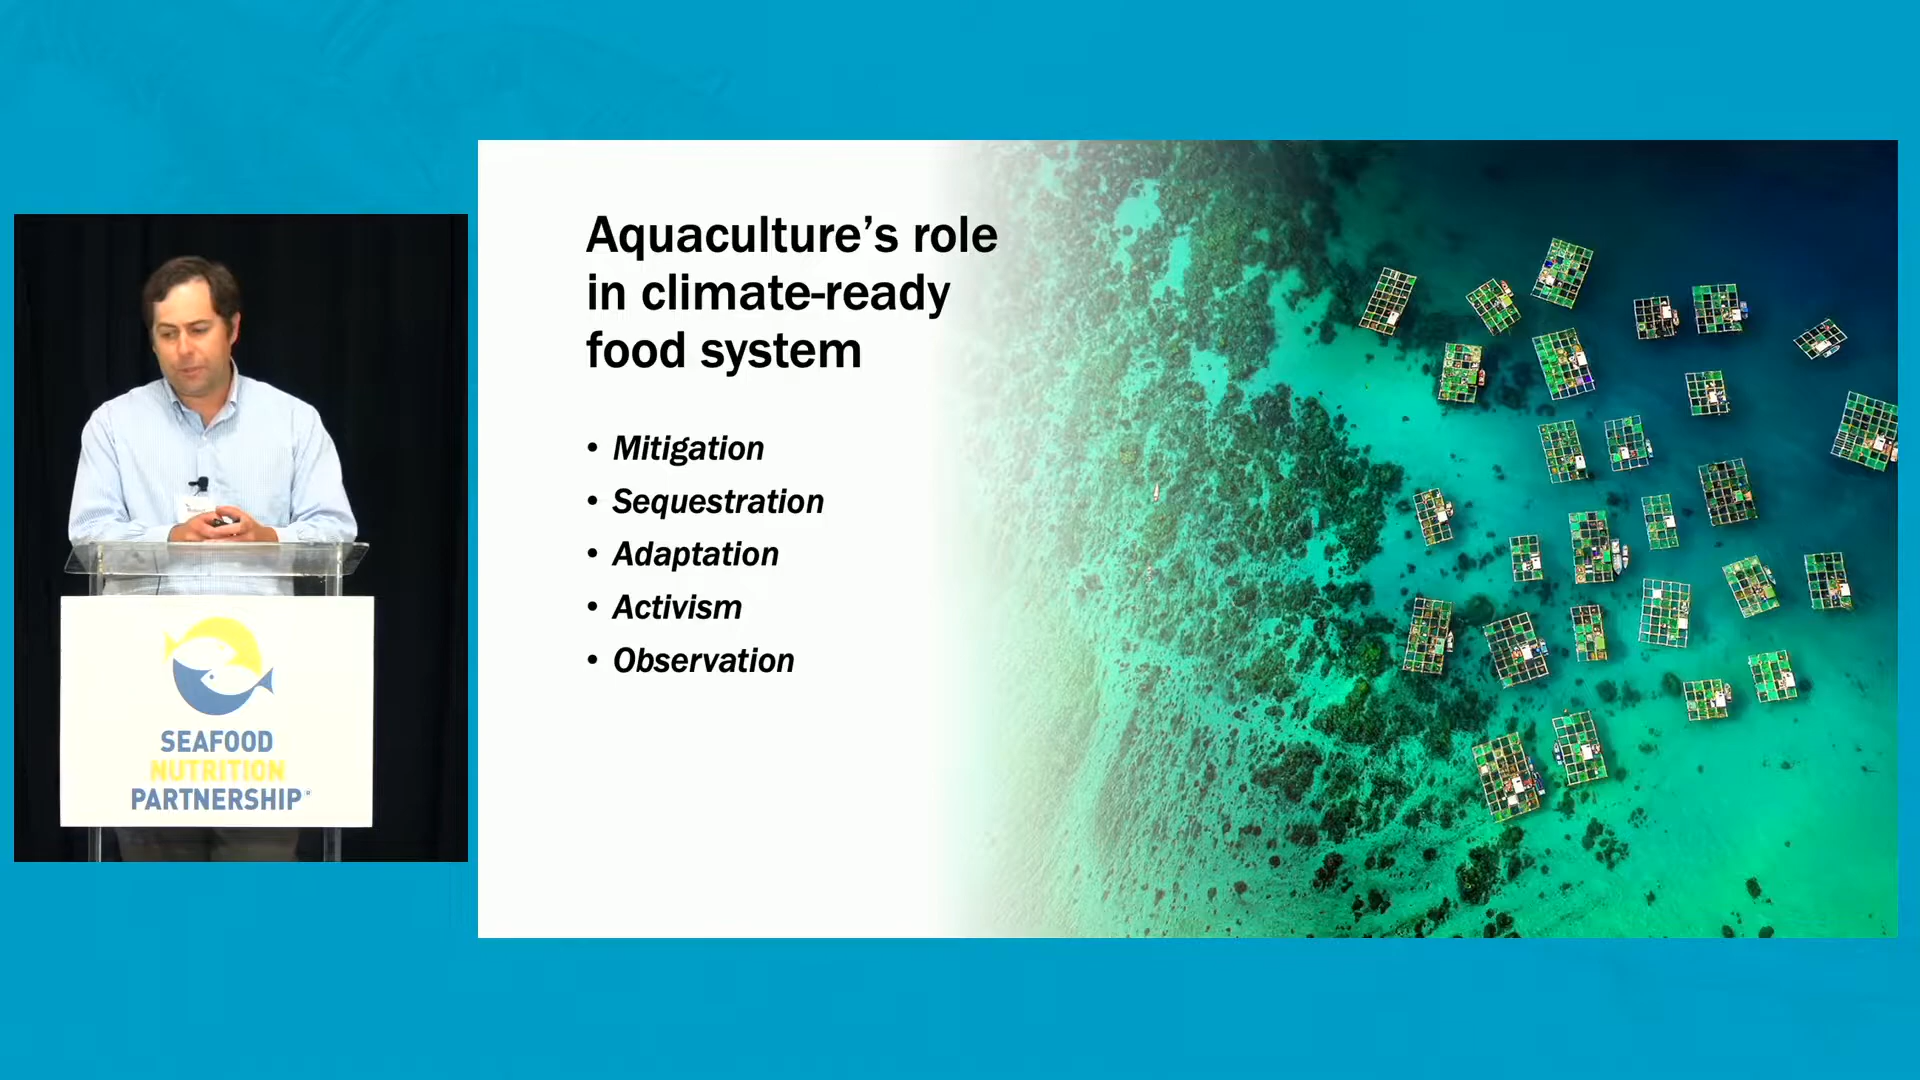 Aquaculture’s role
in climate-ready
food system
• Mitigation
• Sequestration
• Adaptation
• Activism
• Observation
SEAFOOD
NUTRITION
PARTNERSHIP®